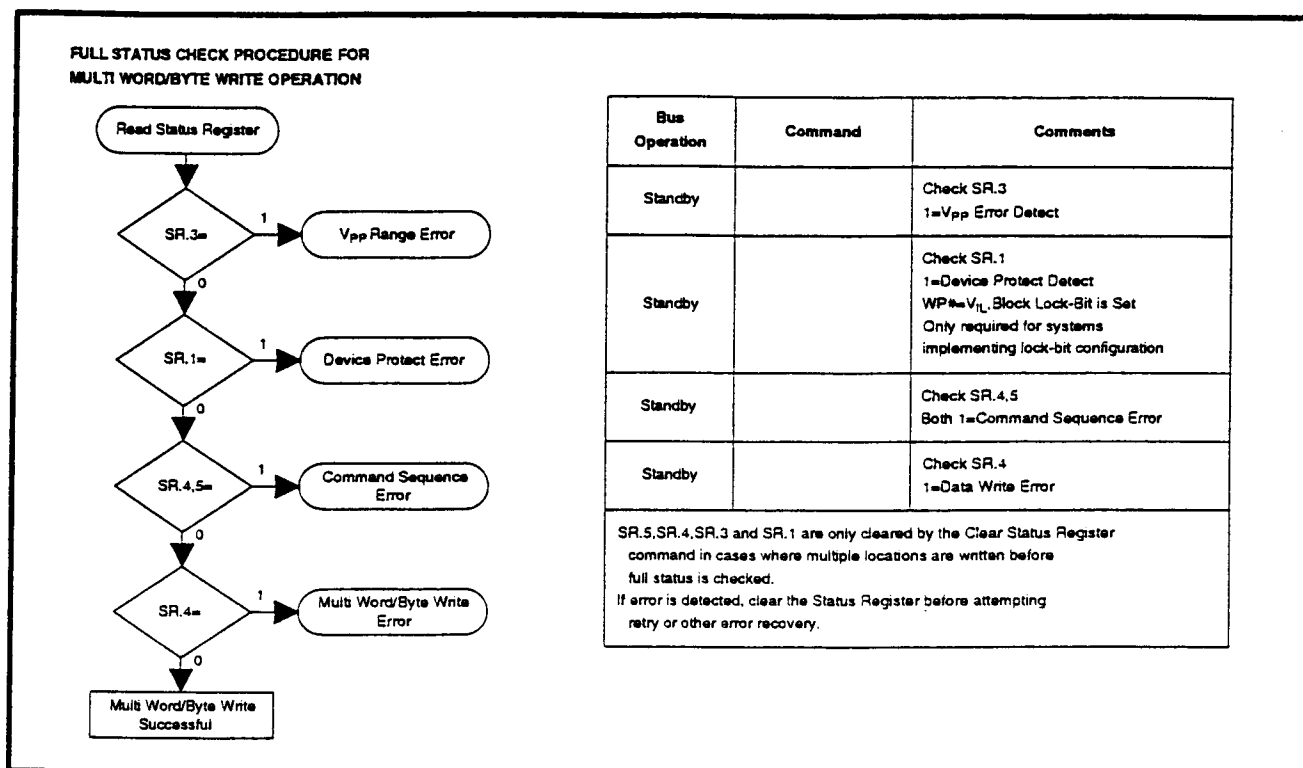 FULL STATUS CHECK PROCEDURE FOR
MULTI WORD/BYTE WRITE OPERATION
Read Status Register
SR.3=
1
VPP Range Error
0
SR.1=
1
Device Protect Error
0
SR.4,5=
1
Command Sequence
Error
0
SR.4=
1
Multi Word/Byte Write
Error
0
Multi Word/Byte Write
Successful
Bus
Operation
Command
Comments
Standby
Check SR.3
1=VPP Error Detect
Standby
Check SR.1
1=Device Protect Detect
WP#=VIL,Block Lock-Bit is Set
Only required for systems
implementing lock-bit configuration
Standby
Check SR.4,5
Both 1=Command Sequence Error
Standby
Check SR.4
1=Data Write Error
SR.5,SR.4,SR.3 and SR.1 are only cleared by the Clear Status Register
command in cases where multiple locations are written before
full status is checked.
If error is detected, clear the Status Register before attempting
retry or other error recovery.